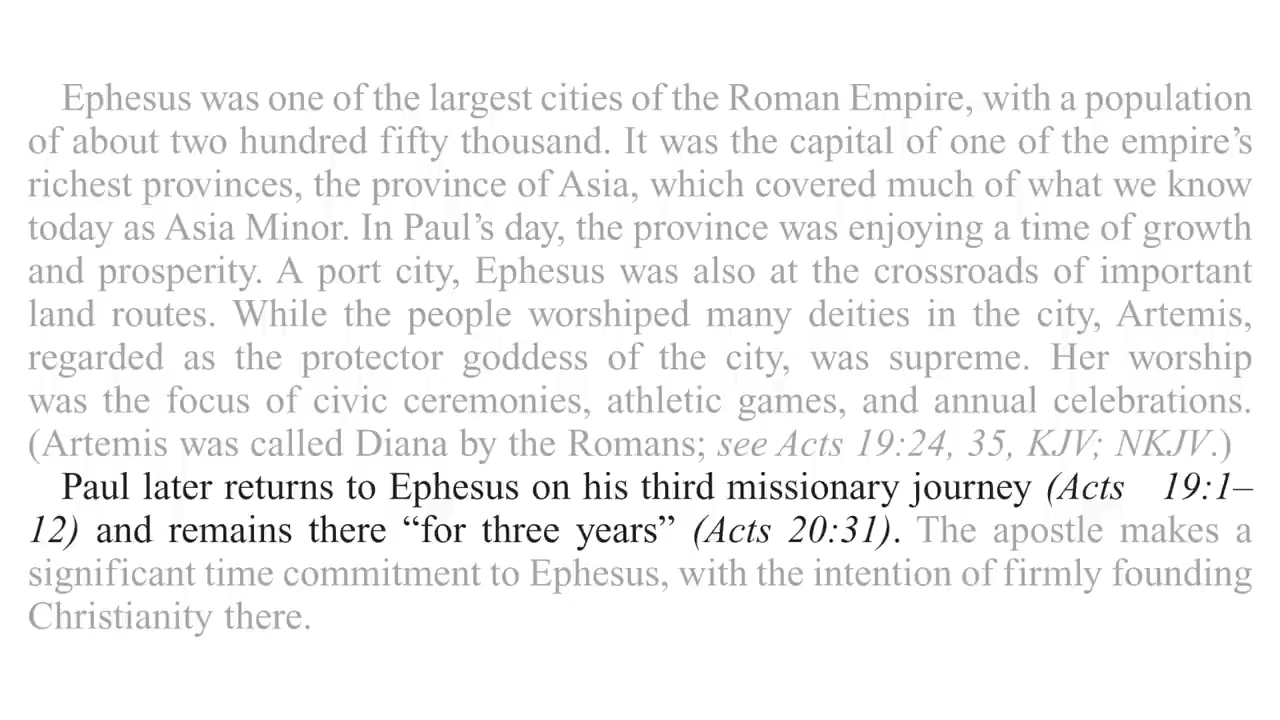 Ephesus was one of the largest cities of the Roman Empire, with a population
of about two hundred fifty thousand. It was the capital of one of the empire’s
richest provinces, the province of Asia, which covered much of what we know
today as Asia Minor. In Paul’s day, the province was enjoying a time of growth
and prosperity. A port city, Ephesus was also at the crossroads of important
land routes. While the people worshiped many deities in the city, Artemis,
regarded as the protector goddess of the city, was supreme. Her worship
was the focus of civic ceremonies, athletic games, and annual celebrations.
(Artemis was called Diana by the Romans; see Acts 19:24, 35, KJV; NKJV.)
Paul later returns to Ephesus on his third missionary journey (Acts 19:1–
12) and remains there “for three years” (Acts 20:31). The apostle makes a
significant time commitment to Ephesus, with the intention of firmly founding
Christianity there.